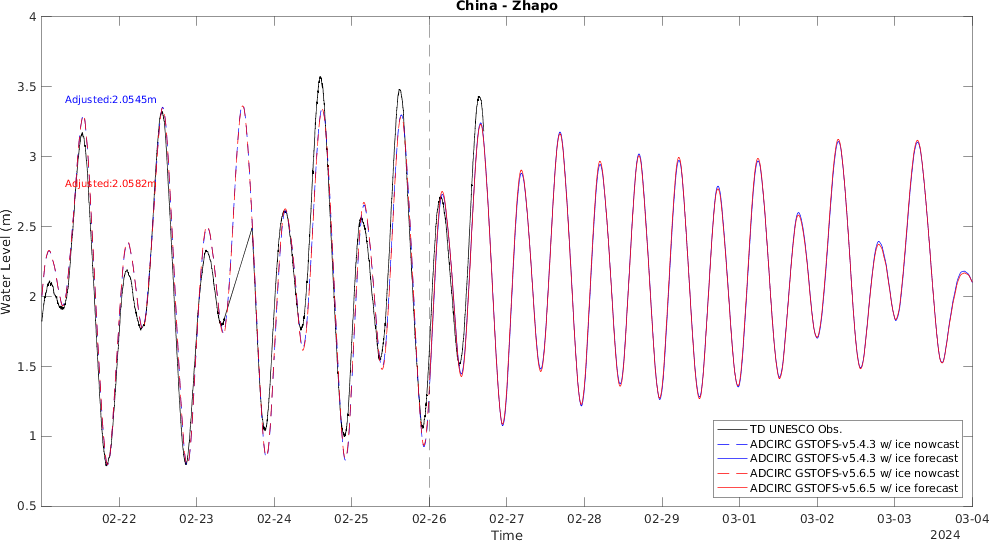 China - Zhapo
4
3.5
3
2.5
2
1.5
1
0.5
Water Level (m)
Adjusted:2.0545m
Adjusted:2.0582m
TD UNESCO Obs.
ADCIRC GSTOFS-v5.4.3 w/ ice nowcast
ADCIRC GSTOFS-v5.4.3 w/ ice forecast
ADCIRC GSTOFS-v5.6.5 w/ ice nowcast
ADCIRC GSTOFS-v5.6.5 w/ ice forecast
02-22 02-23 02-24 02-25 02-26 02-27 02-28 02-29 03-01 03-02 03-03 03-04
Time
2024